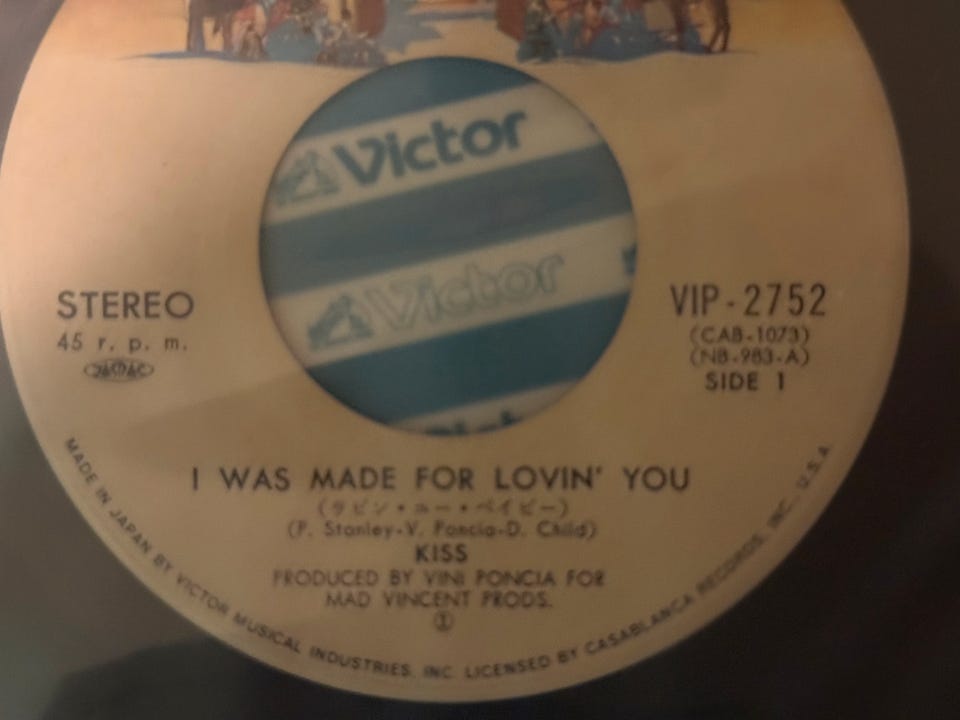 Victor
Victor
STEREO
45 r. p. m.
JASRAC
VIP-2752
(CAB-1073)
(NB-983-A)
SIDE 1
I WAS MADE FOR LOVIN' YOU
(ラビン・ユー・ベイビー)
(P. Stanley-V. Poncia-D. Child)
KISS
PRODUCED BY VINI PONCIA FOR
MAD VINCENT PRODS.
①
MADE IN JAPAN BY VICTOR MUSICAL INDUSTRIES, INC. LICENSED BY CASABLANCA RECORDS, INC., U.S.A.